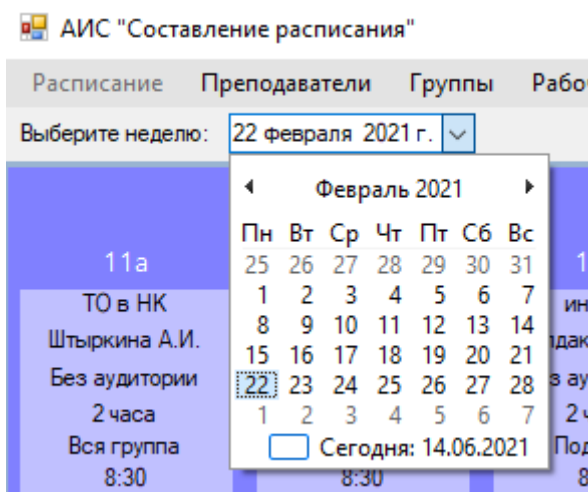 АИС "Составление расписания"
Расписание Преподаватели Группы
Выберите неделю: 22 февраля 2021 г.
Февраль 2021
Пн Вт Ср Чт Пт Сб Вс
25 26 27 28 29 30 31
1 2 3 4 5 6 7
8 9 10 11 12 13 14
15 16 17 18 19 20 21
22 23 24 25 26 27 28
1 2 3 4 5 6 7
Сегодня: 14.06.2021
11а
ТО в НК
Штыркина А.И.
Без аудитории
2 часа
Вся группа
8:30
8:30